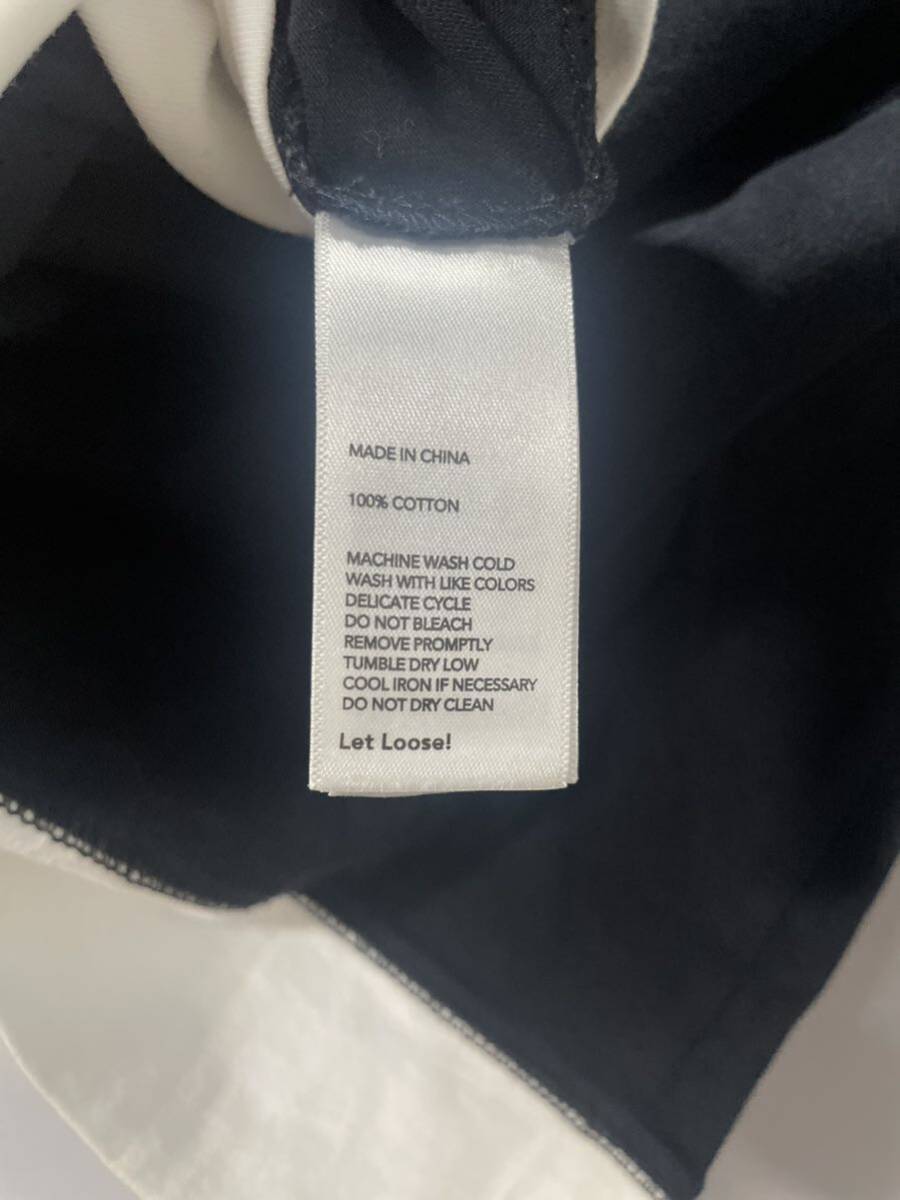 MADE IN CHINA
100% COTTON
MACHINE WASH COLD
WASH WITH LIKE COLORS
DELICATE CYCLE
DO NOT BLEACH
REMOVE PROMPTLY
TUMBLE DRY LOW
COOL IRON IF NECESSARY
DO NOT DRY CLEAN
Let Loose!